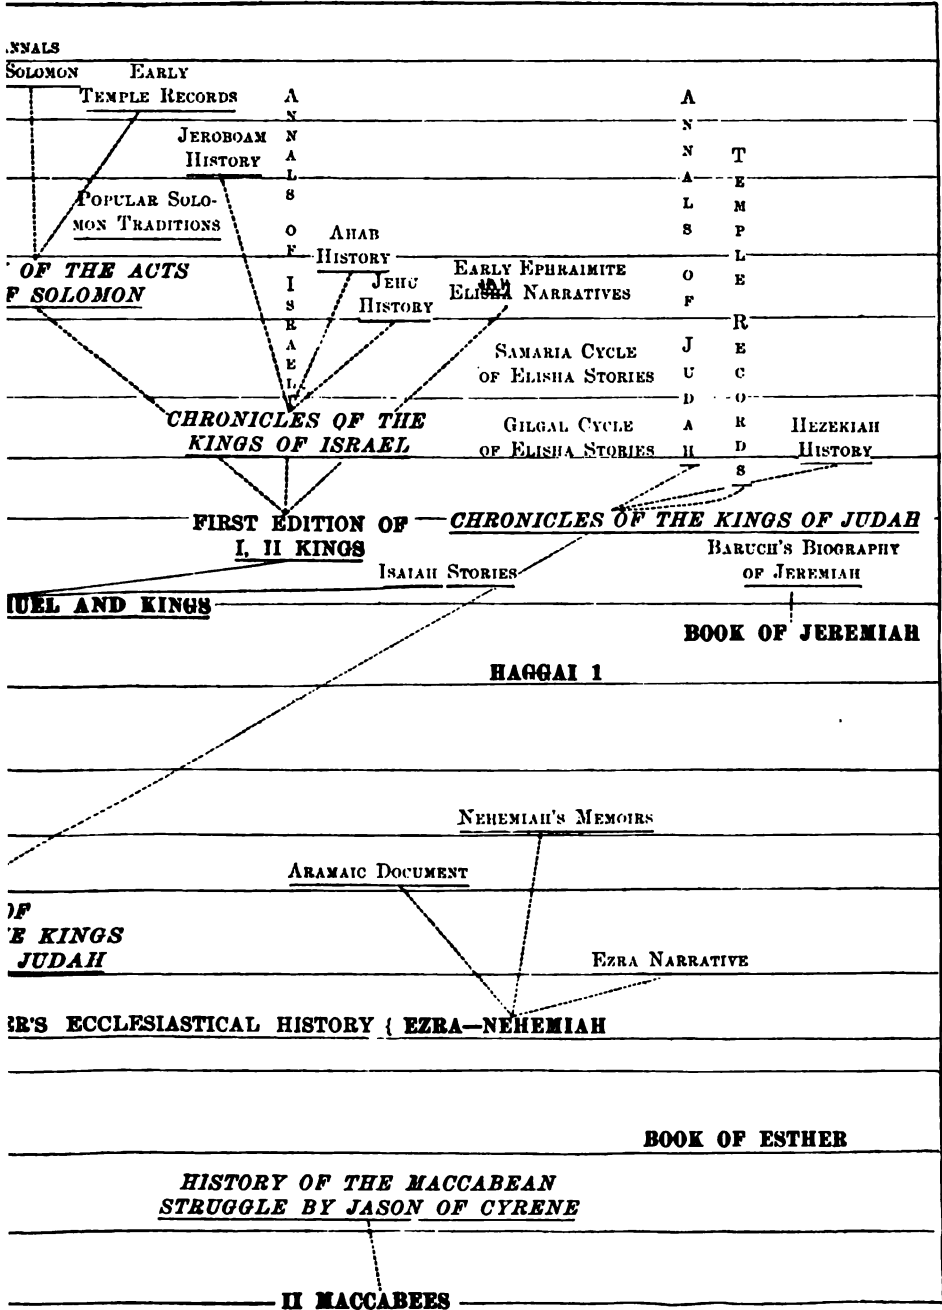 SOLOMON
EARLY
TEMPLE RECORDS
JEROBOAM
HISTORY
ANNALS OF ISRAEL
POPULAR SOLO-
MON TRADITIONS
OF THE ACTS
SOLOMON
AHAB
HISTORY
JEHU
HISTORY
EARLY EPHRAIMITE
ELISHA NARRATIVES
ANNALS OF JUDAH
TEMPLE RECORDS
SAMARIA CYCLE
OF ELISHA STORIES
GILGAL CYCLE
OF ELISHA STORIES
HEZEKIAH
HISTORY
CHRONICLES OF THE
KINGS OF ISRAEL
FIRST EDITION OF
I, II KINGS
CHRONICLES OF THE KINGS OF JUDAH
BARUCH'S BIOGRAPHY
OF JEREMIAH
ISAIAH STORIES
AND KINGS
BOOK OF JEREMIAH
HAGGAI 1
NEHEMIAH'S MEMOIRS
ARAMAIC DOCUMENT
OF
KINGS
JUDAH
EZRA NARRATIVE
ER'S ECCLESIASTICAL HISTORY { EZRA—NEHEMIAH
BOOK OF ESTHER
HISTORY OF THE MACCABEAN
STRUGGLE BY JASON OF CYRENE
II MACCABEES